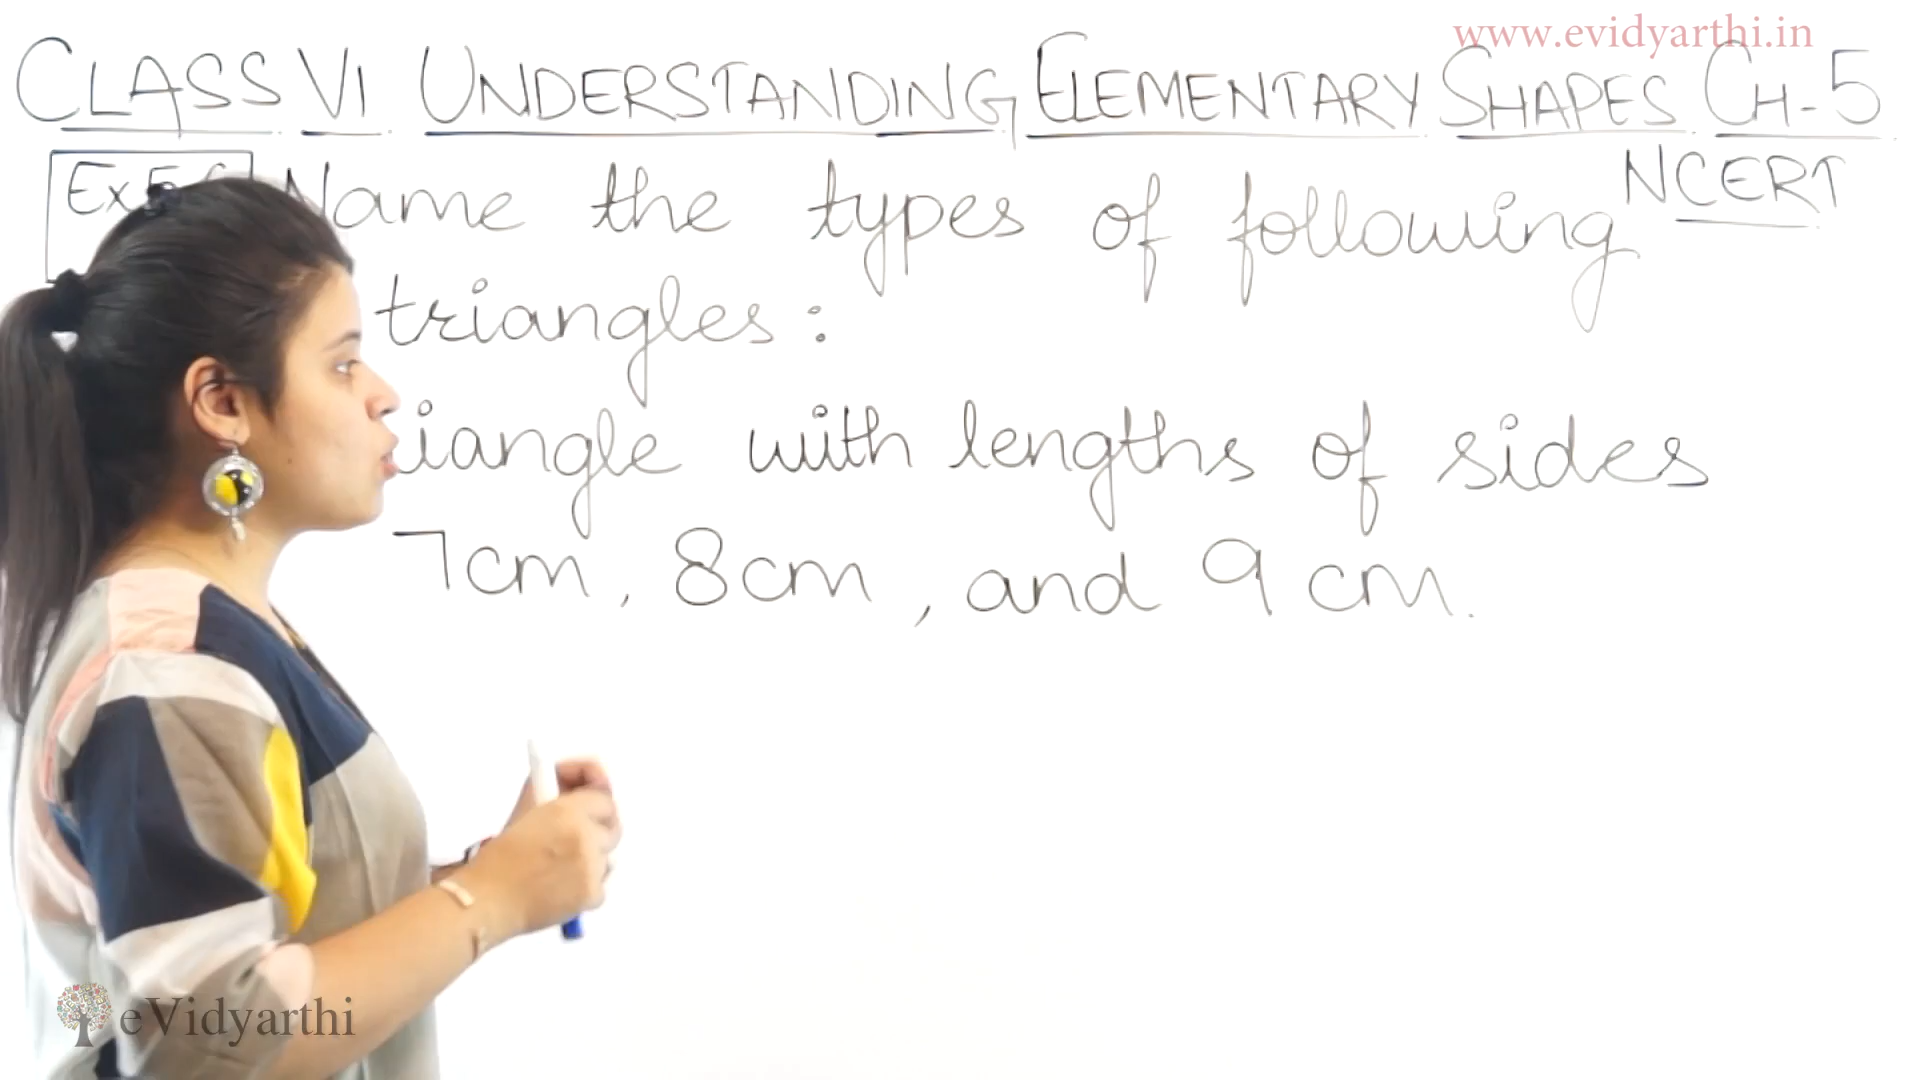 www.evidyarthi.in
CLASS VI UNDERSTANDING ELEMENTARY SHAPES CH-5
NCERT
Name the types of following
triangles:
with lengths of sides
7cm, 8cm, and 9 cm.
eVidyarthi